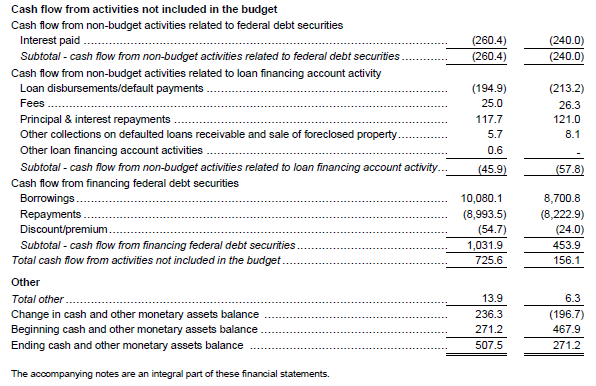 Cash flow from activities not included in the budget
Cash flow from non-budget activities related to federal debt securities
Interest paid (260.4) (240.0)
Subtotal - cash flow from non-budget activities related to federal debt securities (260.4) (240.0)
Cash flow from non-budget activities related to loan financing account activity
Loan disbursements/default payments (194.9) (213.2)
Fees 25.0 26.3
Principal & interest repayments 117.7 121.0
Other collections on defaulted loans receivable and sale of foreclosed property 5.7 8.1
Other loan financing account activities 0.6 -
Subtotal - cash flow from non-budget activities related to loan financing account activity (45.9) (57.8)
Cash flow from financing federal debt securities
Borrowings 10,080.1 8,700.8
Repayments (8,993.5) (8,222.9)
Discount/premium (54.7) (24.0)
Subtotal - cash flow from financing federal debt securities 1,031.9 453.9
Total cash flow from activities not included in the budget 725.6 156.1
Other
Total other 13.9 6.3
Change in cash and other monetary assets balance 236.3 (196.7)
Beginning cash and other monetary assets balance 271.2 467.9
Ending cash and other monetary assets balance 507.5 271.2
The accompanying notes are an integral part of these financial statements.